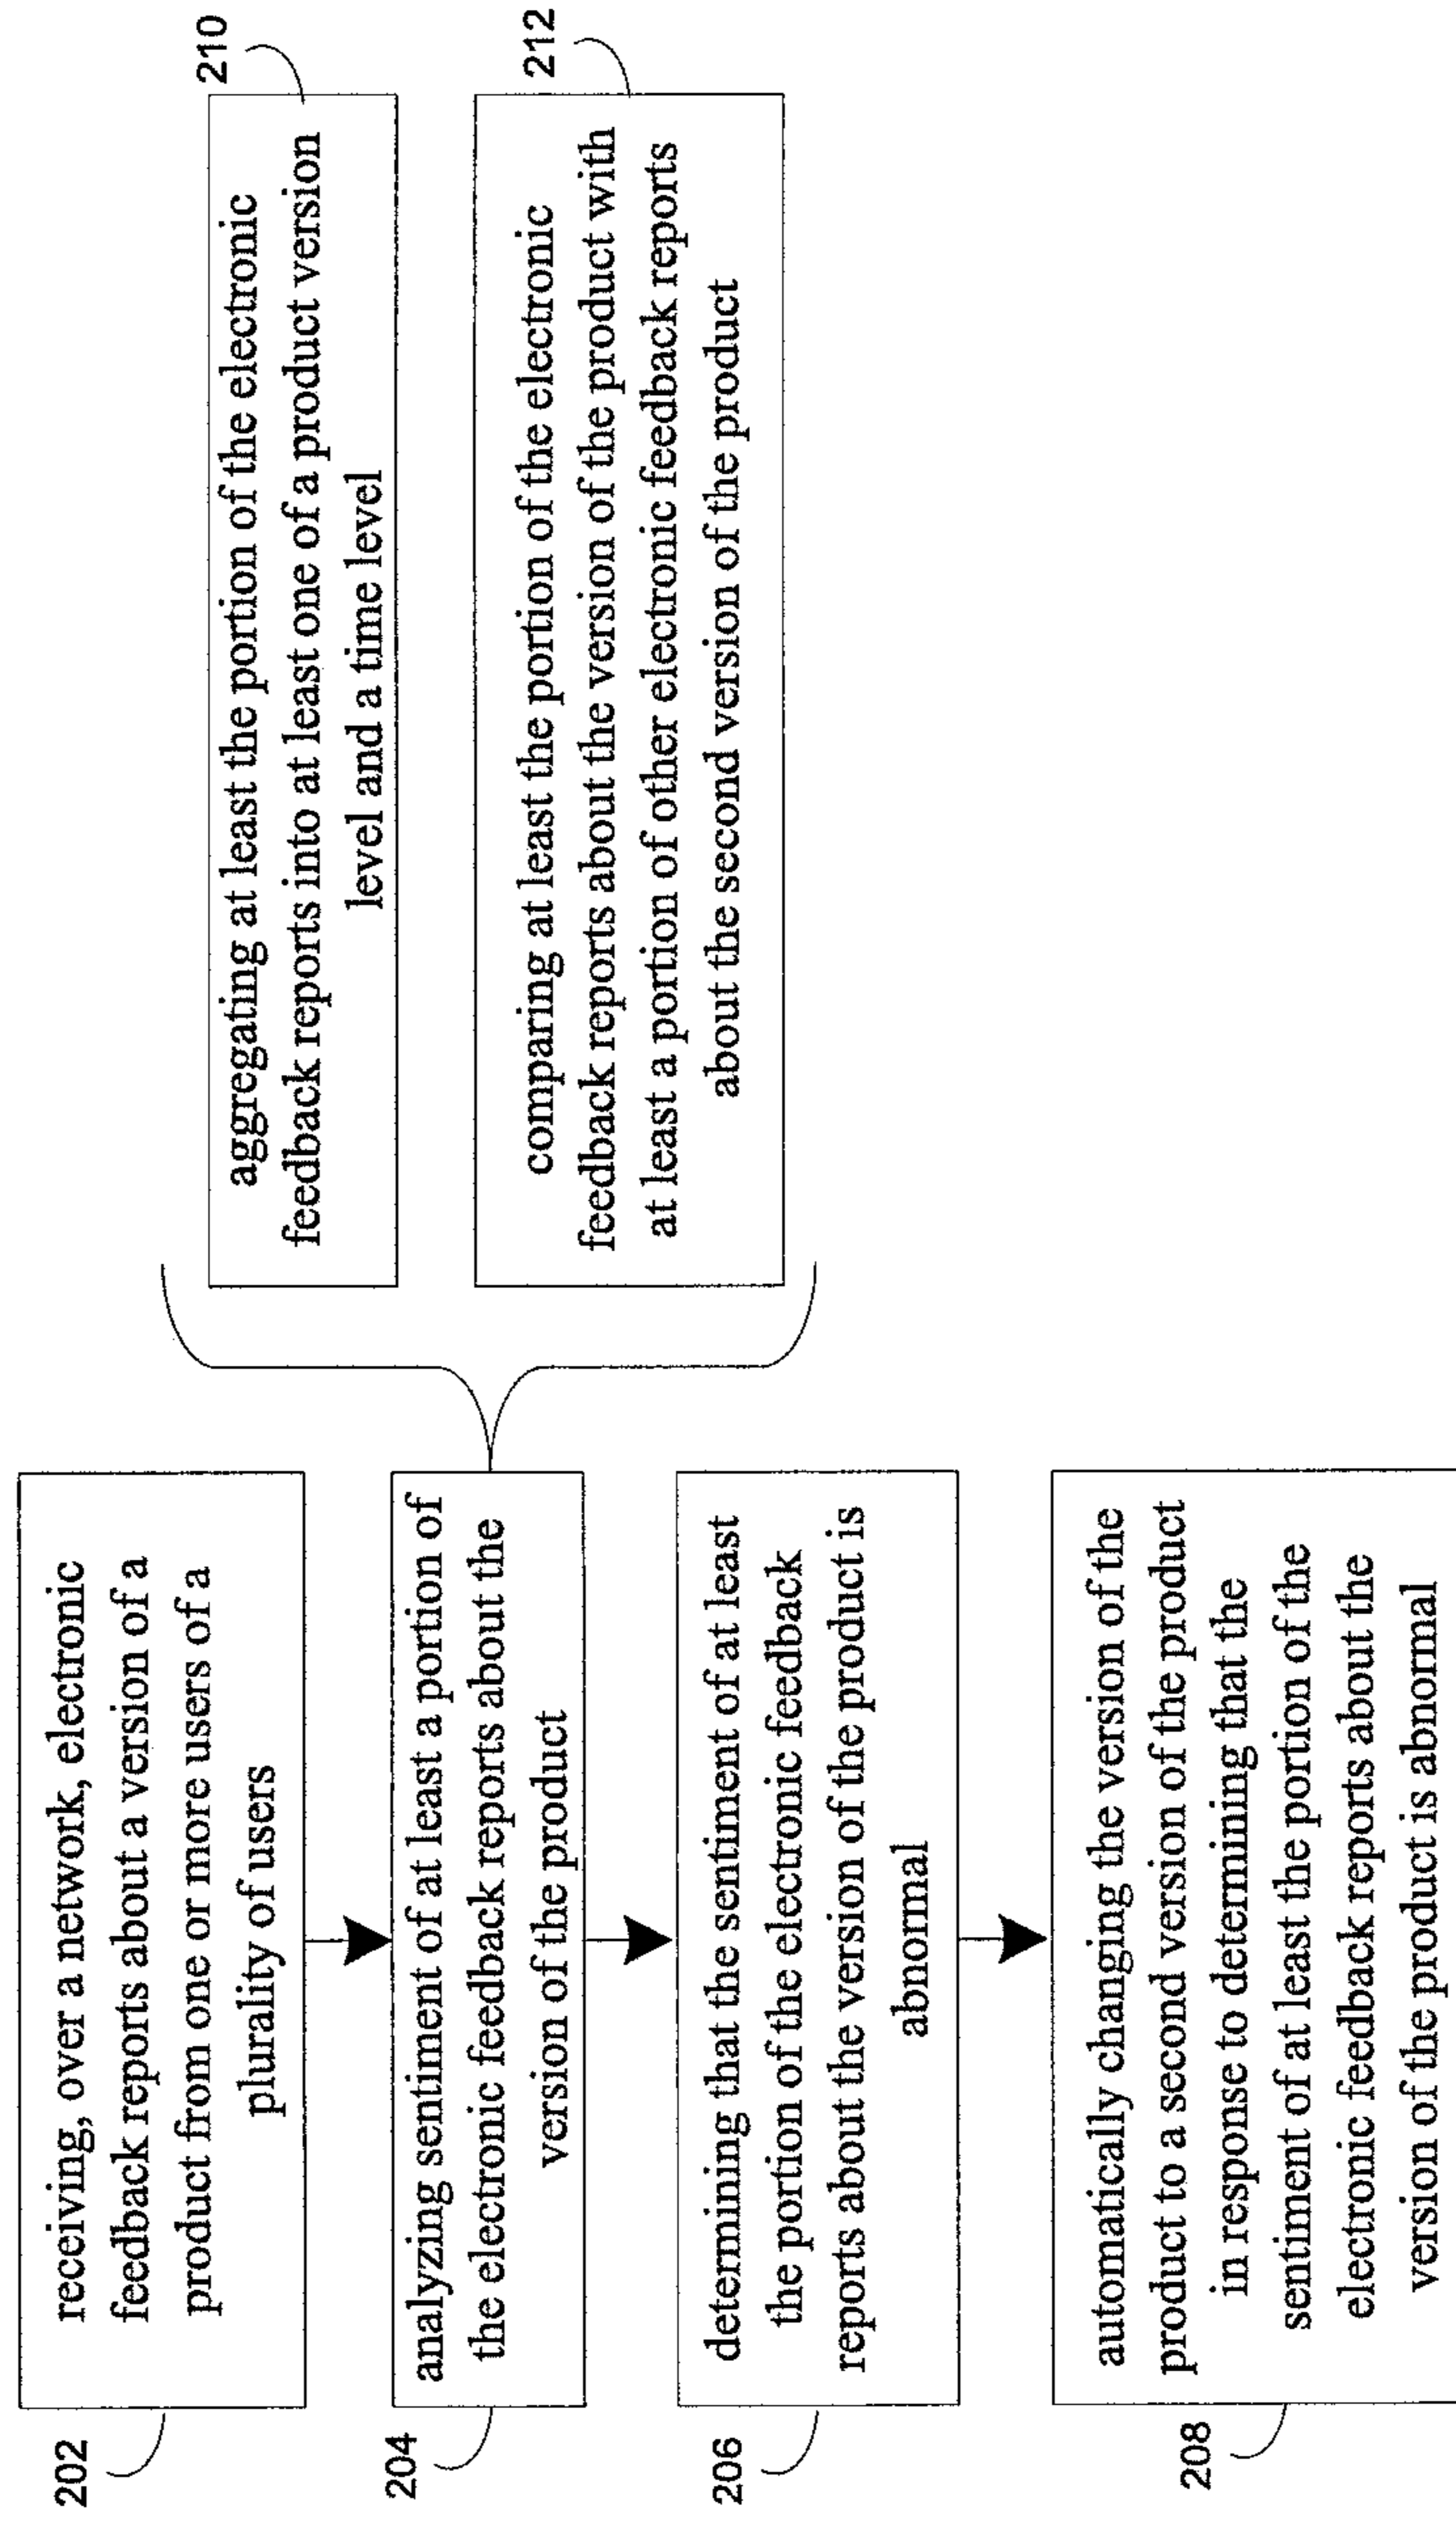 202
receiving, over a network, electronic
feedback reports about a version of a
product from one or more users of a
plurality of users
204
analyzing sentiment of at least a portion of
the electronic feedback reports about the
version of the product
210
aggregating at least the portion of the electronic
feedback reports into at least one of a product version
level and a time level
212
comparing at least the portion of the electronic
feedback reports about the version of the product with
at least a portion of other electronic feedback reports
about the second version of the product
206
determining that the sentiment of at least
the portion of the electronic feedback
reports about the version of the product is
abnormal
208
automatically changing the version of the
product to a second version of the product
in response to determining that the
sentiment of at least the portion of the
electronic feedback reports about the
version of the product is abnormal